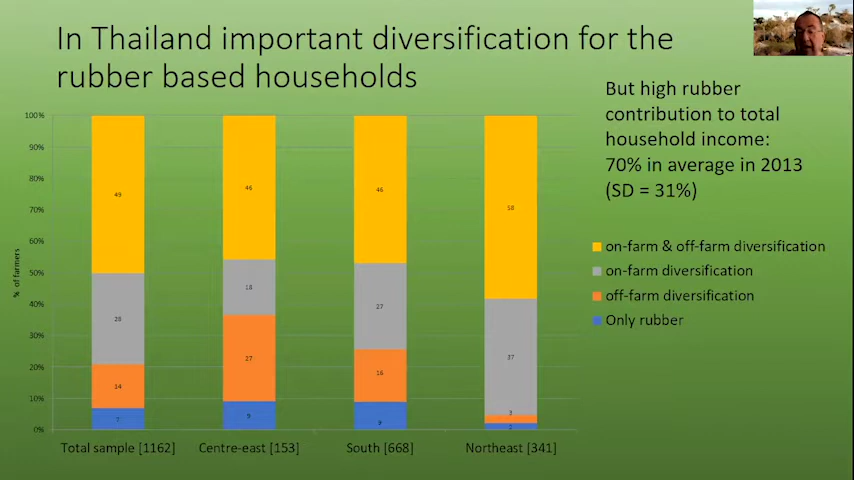 In Thailand important diversification for the
rubber based households
But high rubber
contribution to total
household income:
70% in average in 2013
(SD = 31%)
100%
90%
80%
70%
60%
50%
40%
30%
20%
10%
0%
% of farmers
49
28
14
7
46
18
27
9
46
27
16
9
58
37
3
2
Total sample [1162]
Centre-east [153]
South [668]
Northeast [341]
on-farm & off-farm diversification
on-farm diversification
off-farm diversification
Only rubber